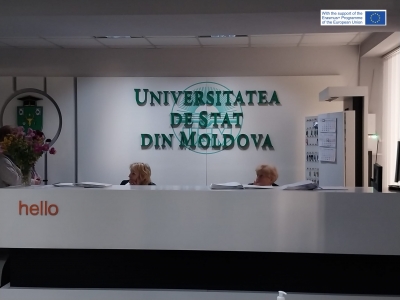 With the support of the
Erasmus+ Programme
of the European Union
UNIVERSITATEA
DE STAT
DIN MOLDOVA
hello